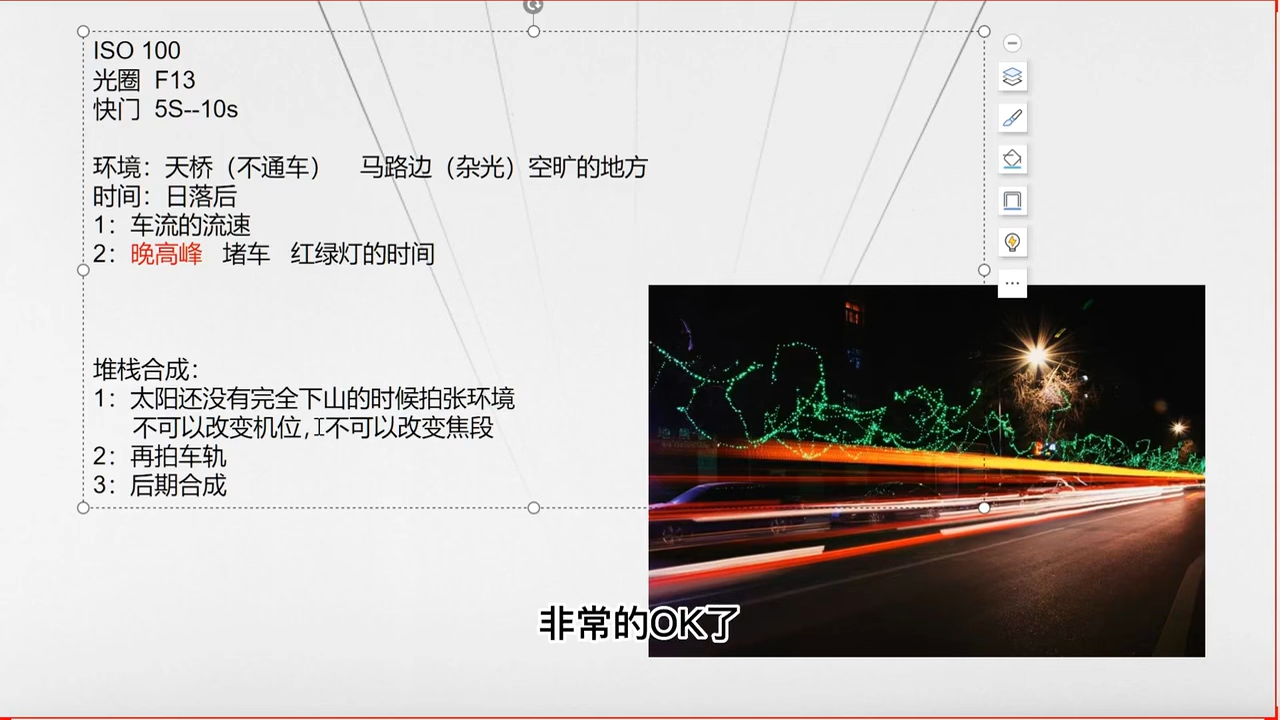 ISO 100
光圈 F13
快门 5S--10s
环境：天桥（不通车） 马路边（杂光）空旷的地方
时间：日落后
1：车流的流速
2：晚高峰 堵车 红绿灯的时间
堆栈合成：
1：太阳还没有完全下山的时候拍张环境
不可以改变机位,不可以改变焦段
2：再拍车轨
3：后期合成
非常的OK了